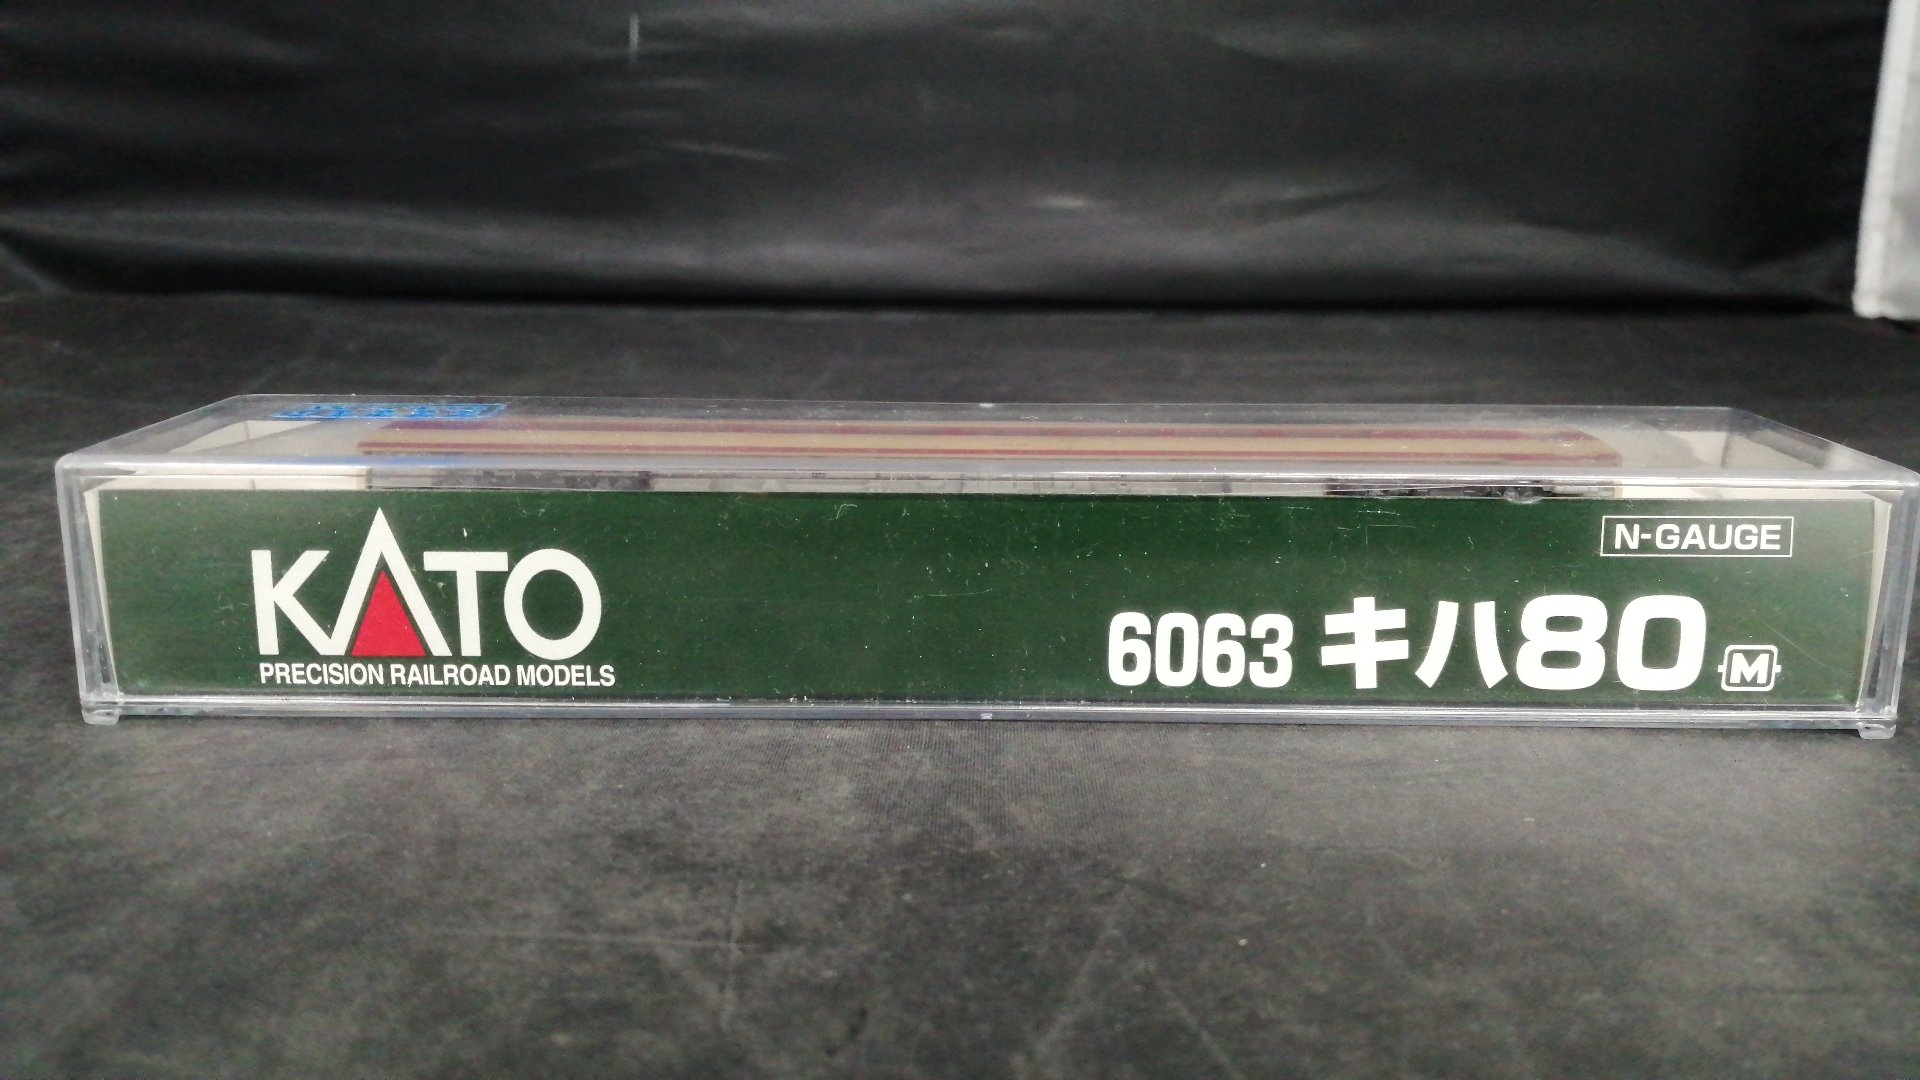 N-GAUGE
KATO
PRECISION RAILROAD MODELS
6063 キハ80 M